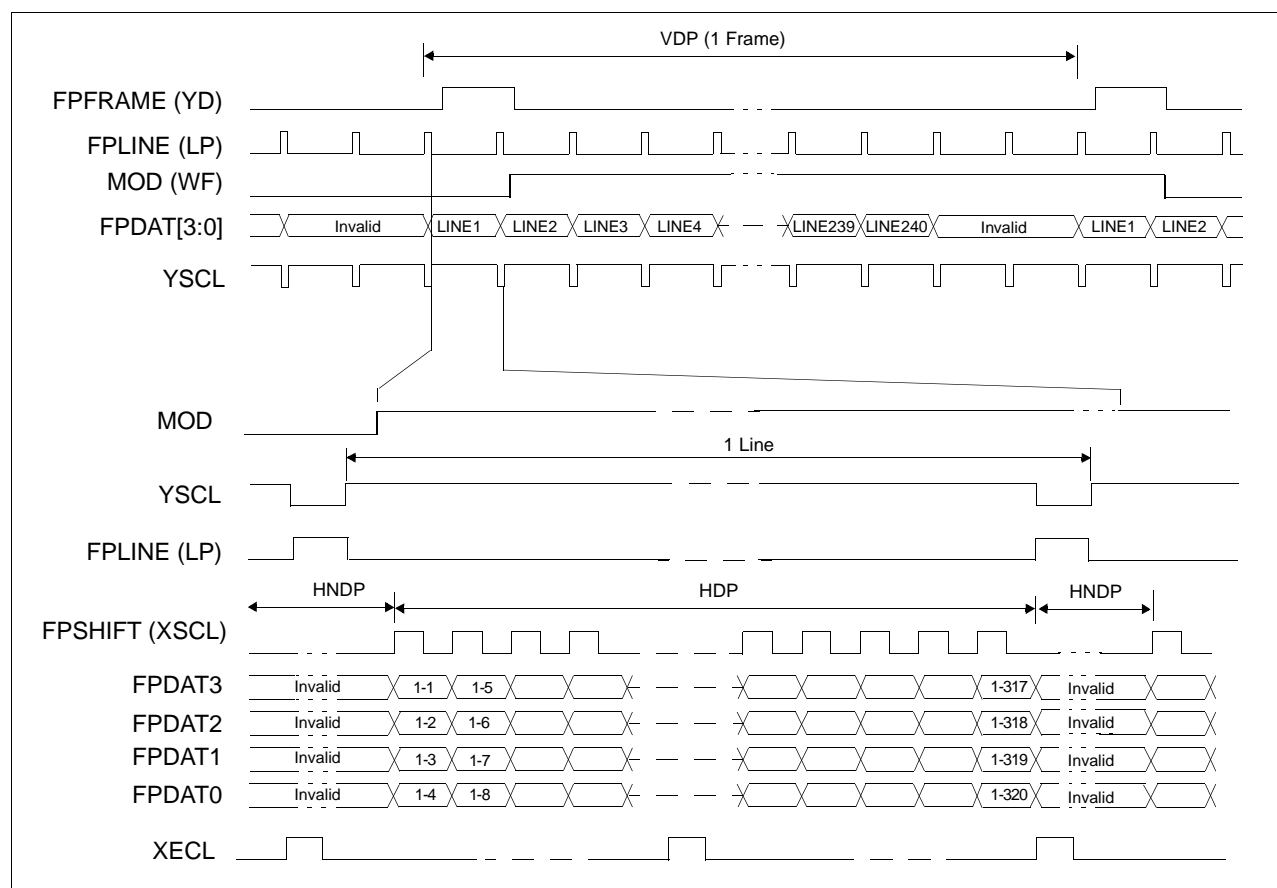 VDP (1 Frame)
FPFRAME (YD)
FPLINE (LP)
MOD (WF)
FPDAT[3:0] Invalid LINE1 LINE2 LINE3 LINE4 LINE239 LINE240 Invalid LINE1 LINE2
YSCL
MOD
1 Line
YSCL
FPLINE (LP)
HNDP HDP HNDP
FPSHIFT (XSCL)
FPDAT3 Invalid 1-1 1-5 1-317 Invalid
FPDAT2 Invalid 1-2 1-6 1-318 Invalid
FPDAT1 Invalid 1-3 1-7 1-319 Invalid
FPDAT0 Invalid 1-4 1-8 1-320 Invalid
XECL